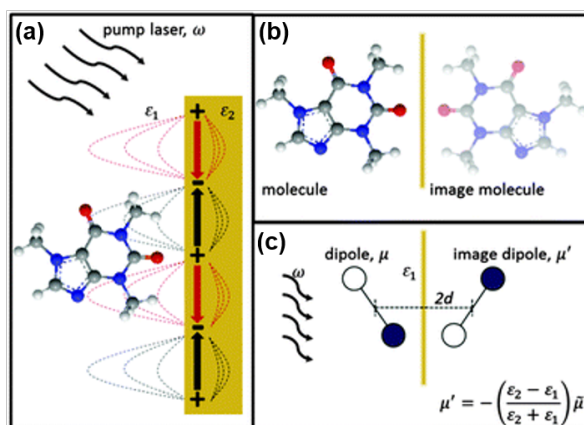 (a)
pump laser, ω
ε₁
ε₂
+
-
+
-
+
(b)
molecule
image molecule
(c)
ω
dipole, μ
ε₁
image dipole, μ′
2d
μ′ = −((ε₂ − ε₁)/(ε₂ + ε₁)) μ̃